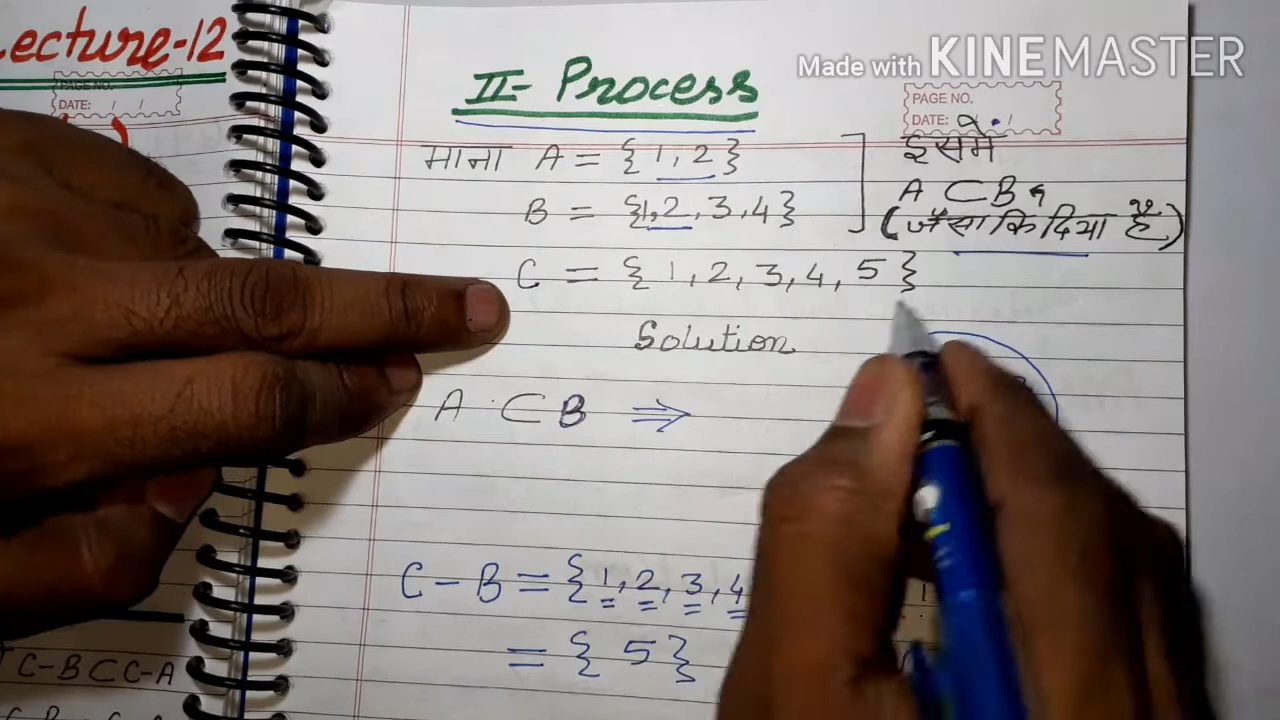 Lecture-12
Made with KINEMASTER
II- Process
PAGE NO.
DATE: / /
PAGE NO.
DATE: /
माना A = {1,2}
B = {1,2,3,4}
इसमें
A ⊂ B
(जैसा कि दिया है)
C = {1,2,3,4,5}
Solution
A ⊂ B ⇒
C-B = {1,2,3,4
= {5}
C-B⊂C-A